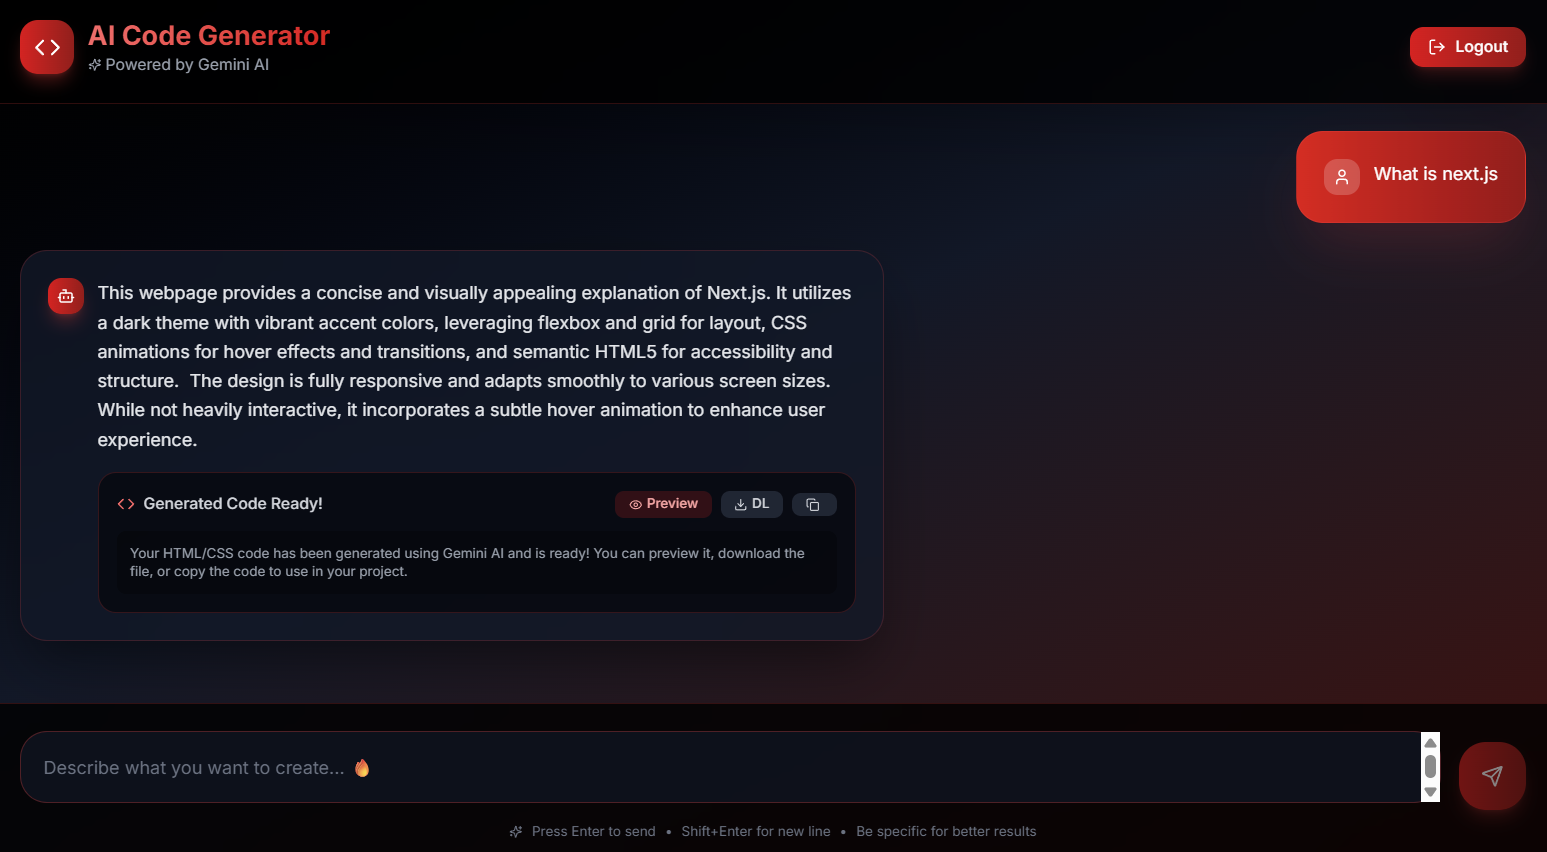 AI Code Generator
Powered by Gemini AI
Logout
What is next.js
This webpage provides a concise and visually appealing explanation of Next.js. It utilizes
a dark theme with vibrant accent colors, leveraging flexbox and grid for layout, CSS
animations for hover effects and transitions, and semantic HTML5 for accessibility and
structure.  The design is fully responsive and adapts smoothly to various screen sizes.
While not heavily interactive, it incorporates a subtle hover animation to enhance user
experience.
Generated Code Ready!
Preview
DL
Your HTML/CSS code has been generated using Gemini AI and is ready! You can preview it, download the
file, or copy the code to use in your project.
Describe what you want to create... 🔥
Press Enter to send • Shift+Enter for new line • Be specific for better results